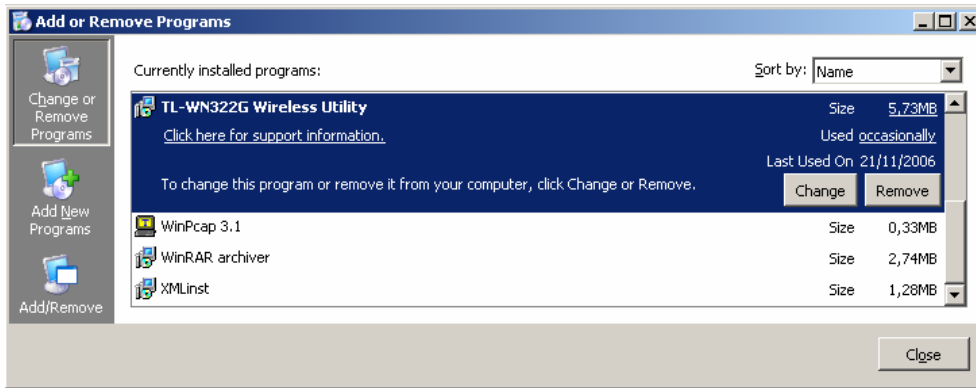 Add or Remove Programs
Change or
Remove
Programs
Add New
Programs
Add/Remove
Currently installed programs:
Sort by: Name
TL-WN322G Wireless Utility Size 5,73MB
Click here for support information. Used occasionally
Last Used On 21/11/2006
To change this program or remove it from your computer, click Change or Remove. Change Remove
WinPcap 3.1 Size 0,33MB
WinRAR archiver Size 2,74MB
XMLinst Size 1,28MB
Close